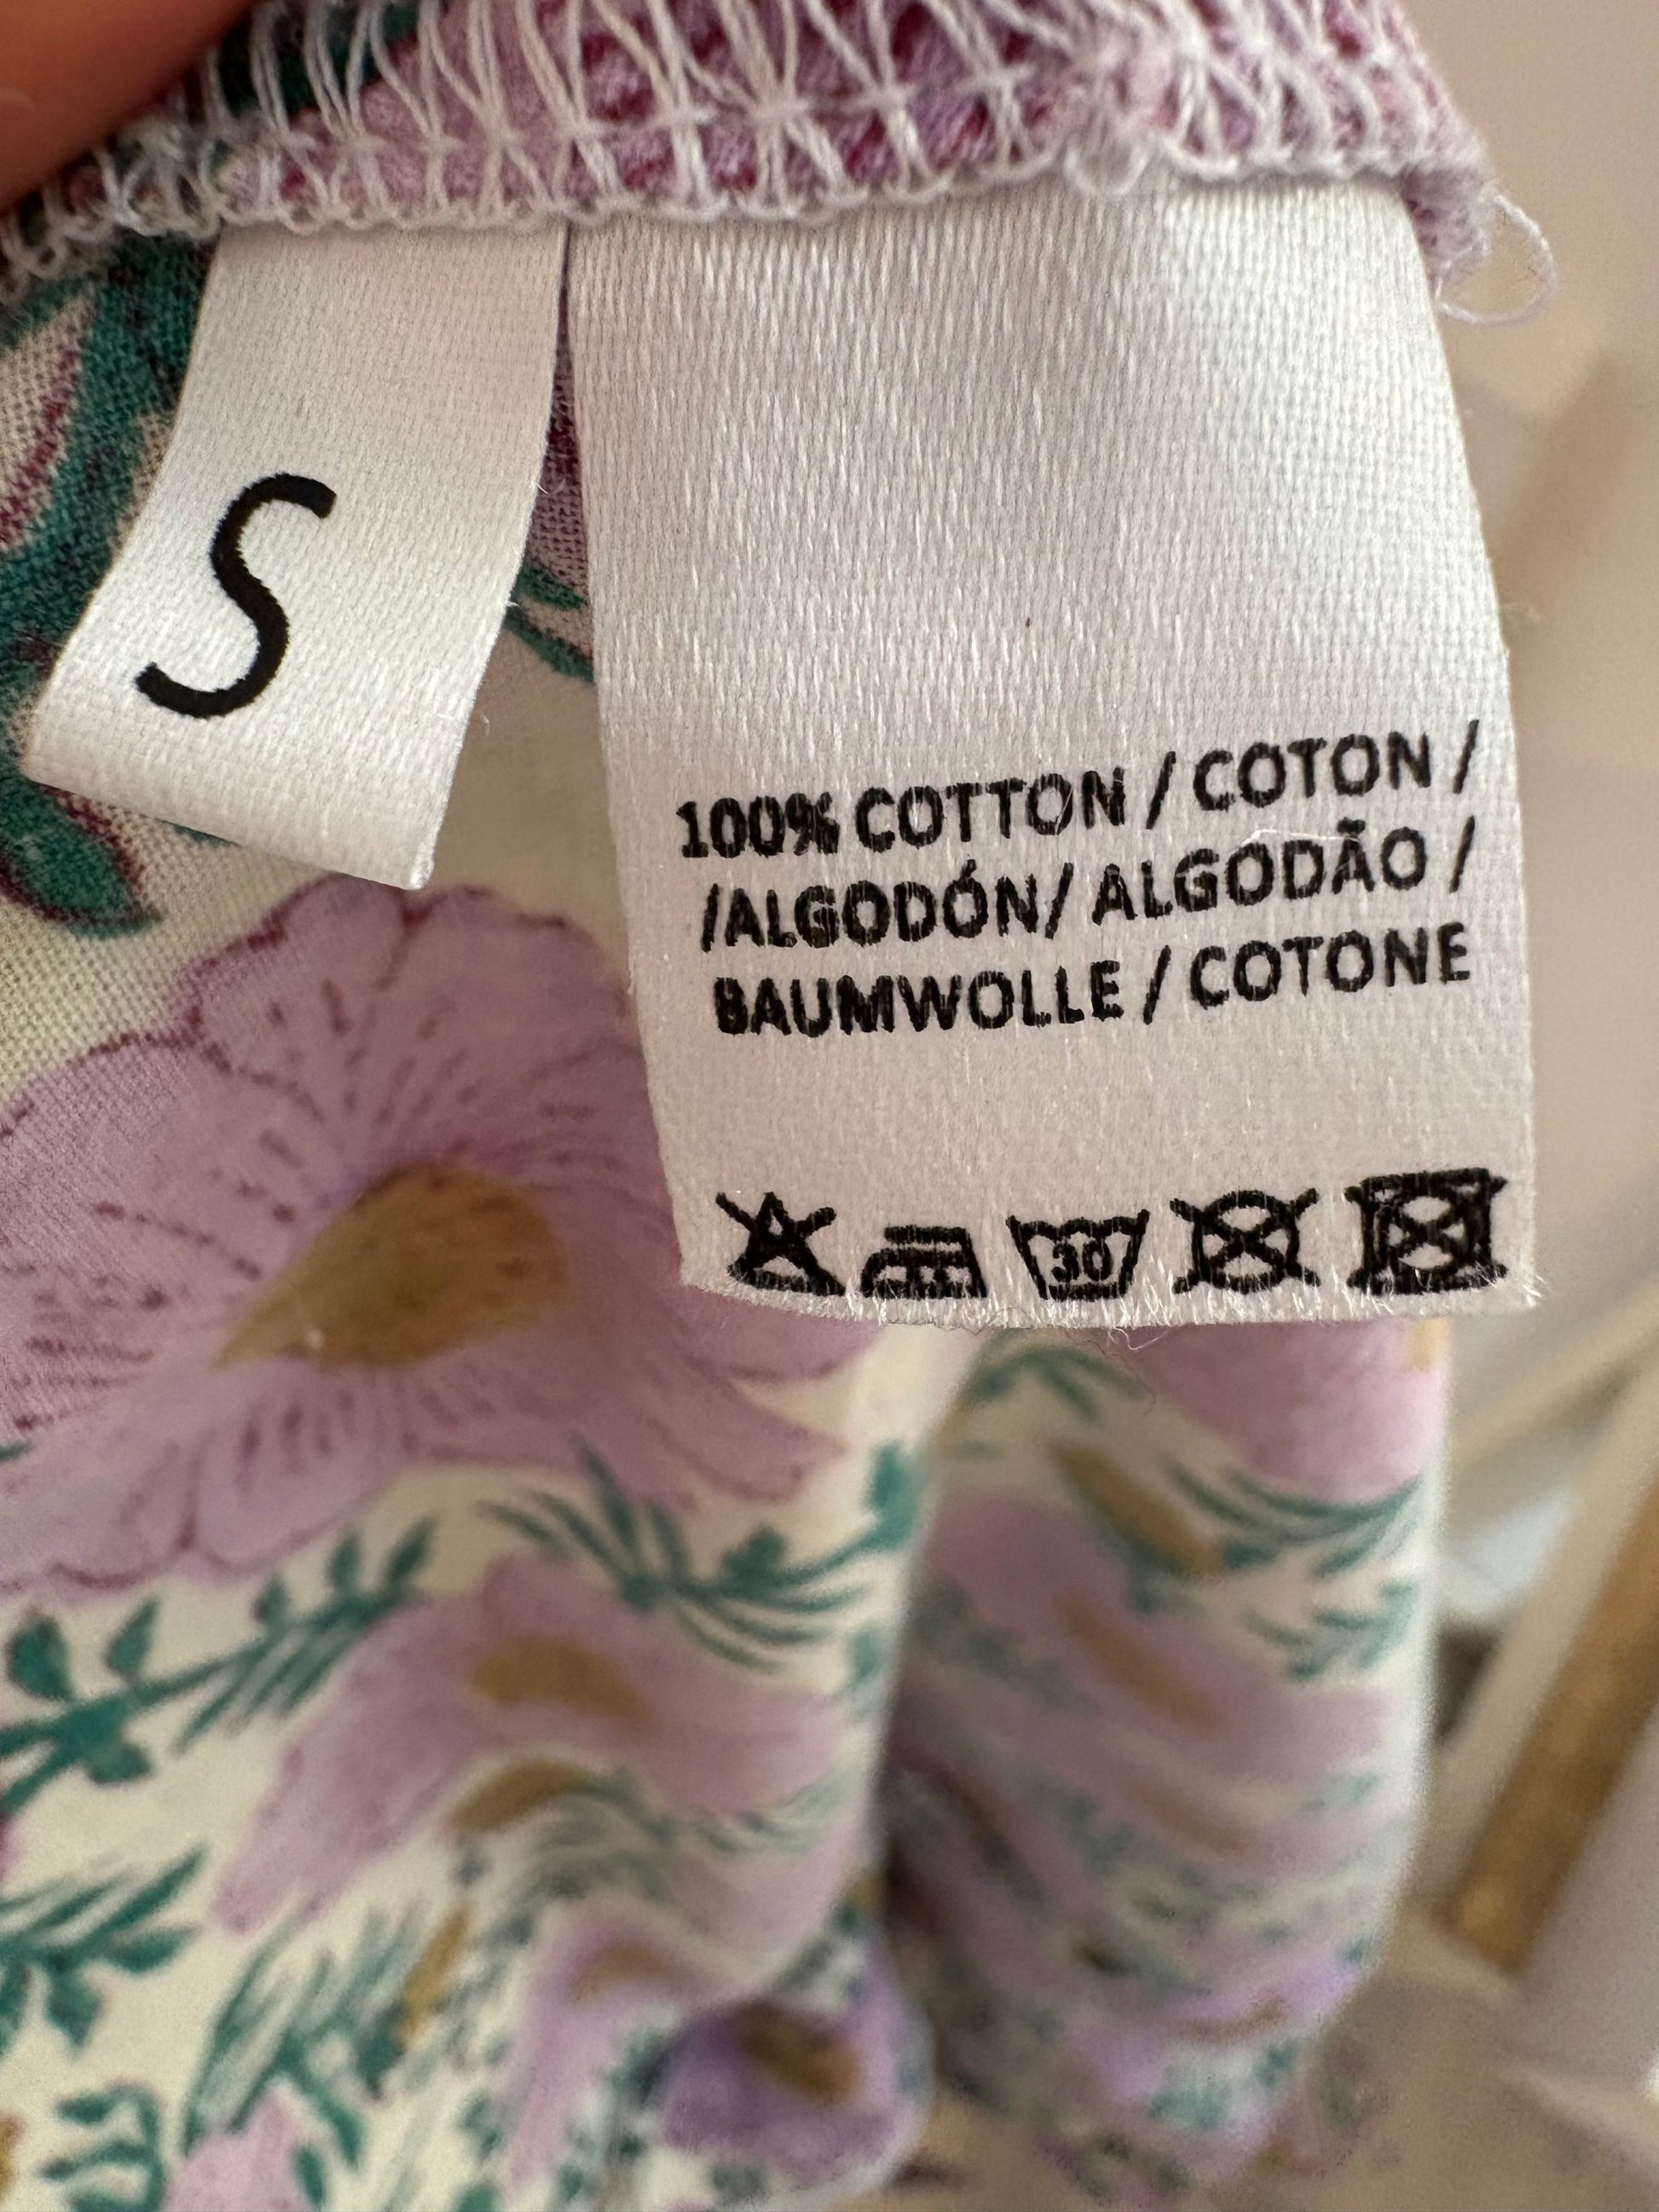 S
100% COTTON / COTON /
/ALGODÓN/ ALGODÃO /
BAUMWOLLE / COTONE
30